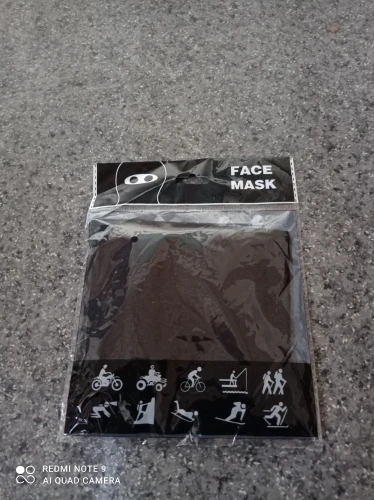 FACE
MASK
REDMI NOTE 9
AI QUAD CAMERA